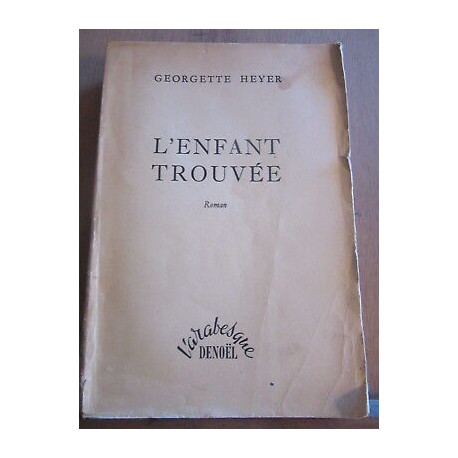 GEORGETTE HEYER
L'ENFANT
TROUVÉE
Roman
l'arabesque
DENOËL